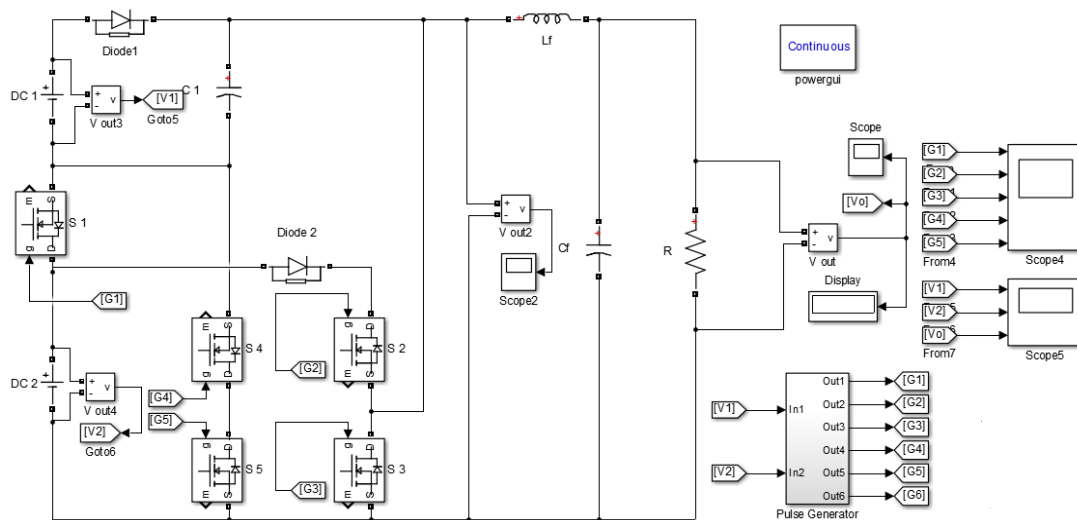 Diode1
DC 1
+
-
v
V out3
[V1]
Goto5
C 1
Lf
Continuous
powergui
Scope
[Vo]
[G1]
[G2]
[G3]
[G4]
[G5]
From4
Scope4
S 1
m
S
g
D
[G1]
Diode 2
+
-
v
V out2
Scope2
Cf
R
+
-
v
V out
Display
[V1]
[V2]
[Vo]
From7
Scope5
DC 2
+
-
v
V out4
[V2]
Goto6
S 4
m
S
g
D
[G4]
[G5]
S 5
g
D
m
S
[G2]
S 2
g
D
m
S
[G3]
S 3
g
D
m
S
[V1]
[V2]
In1
In2
Out1
Out2
Out3
Out4
Out5
Out6
[G1]
[G2]
[G3]
[G4]
[G5]
[G6]
Pulse Generator